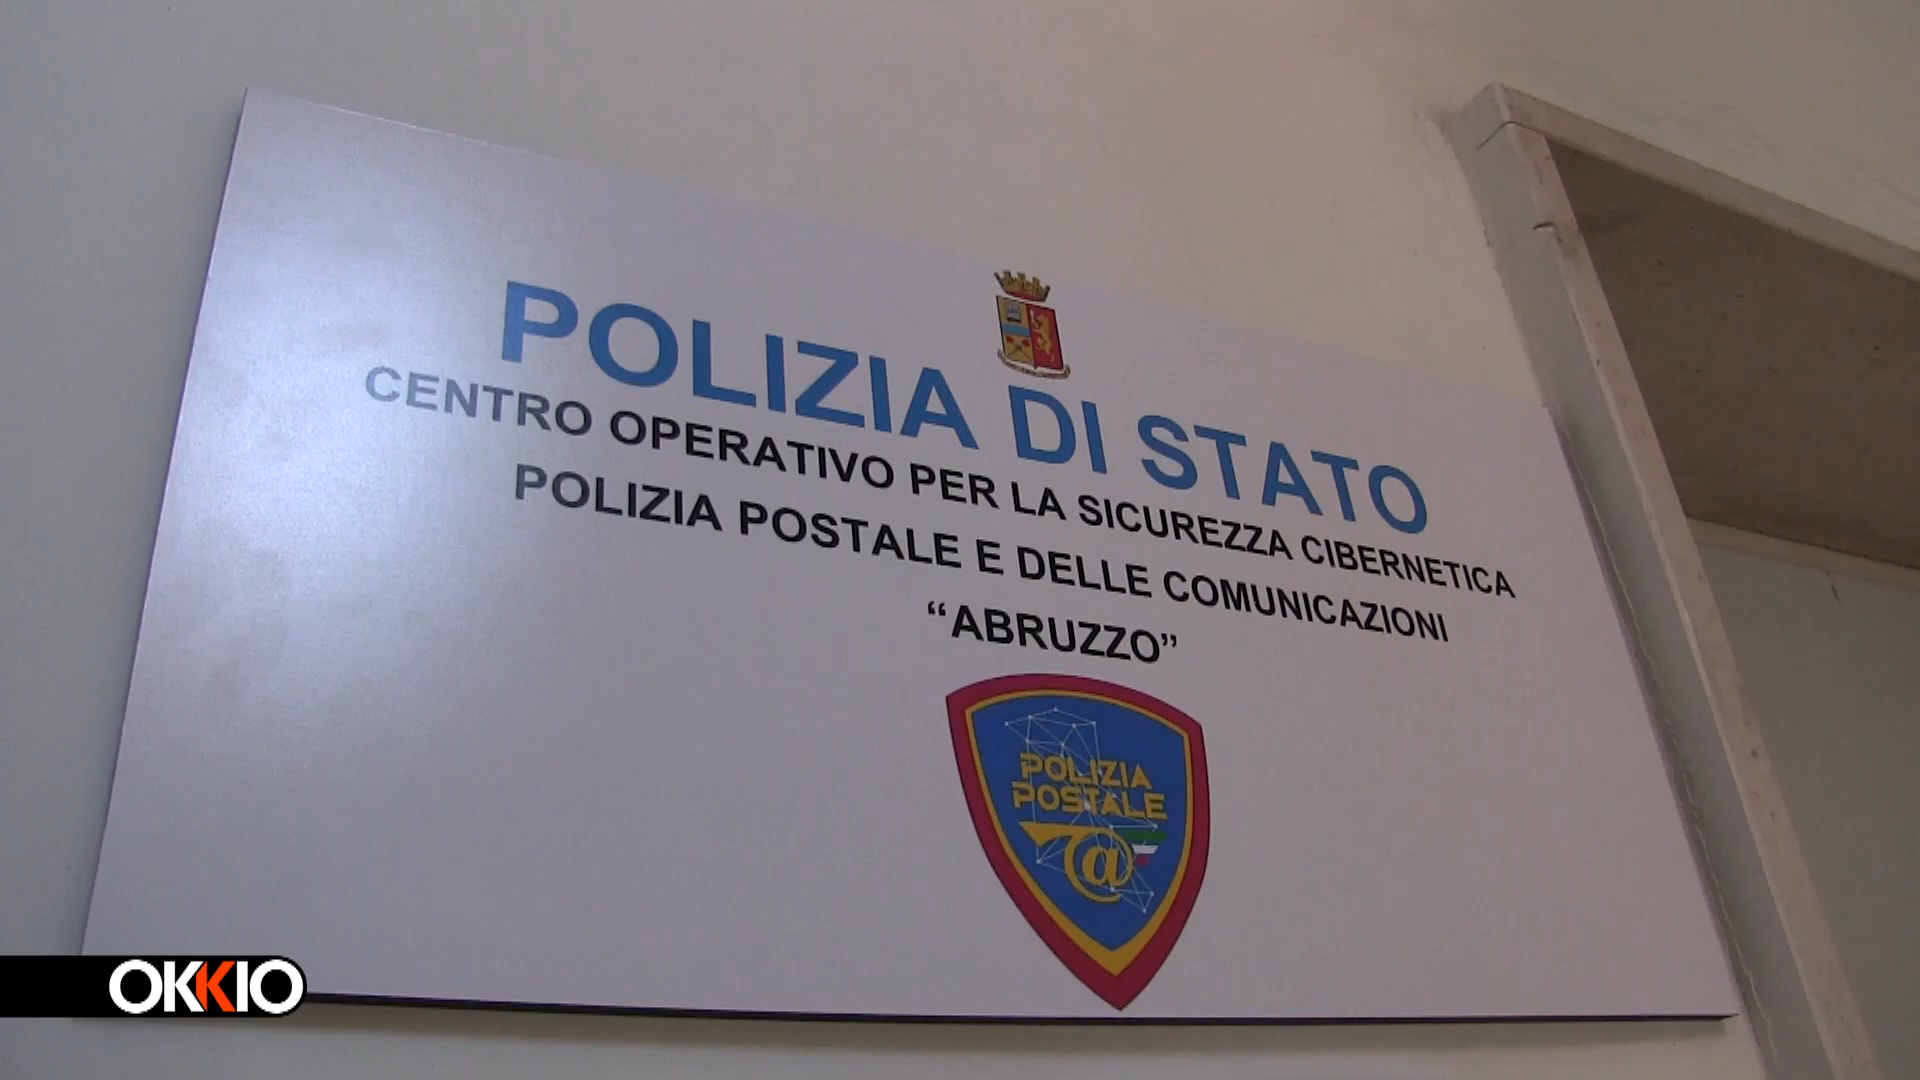 POLIZIA DI STATO
CENTRO OPERATIVO PER LA SICUREZZA CIBERNETICA
POLIZIA POSTALE E DELLE COMUNICAZIONI
“ABRUZZO”
POLIZIA
POSTALE
@
OKKIO